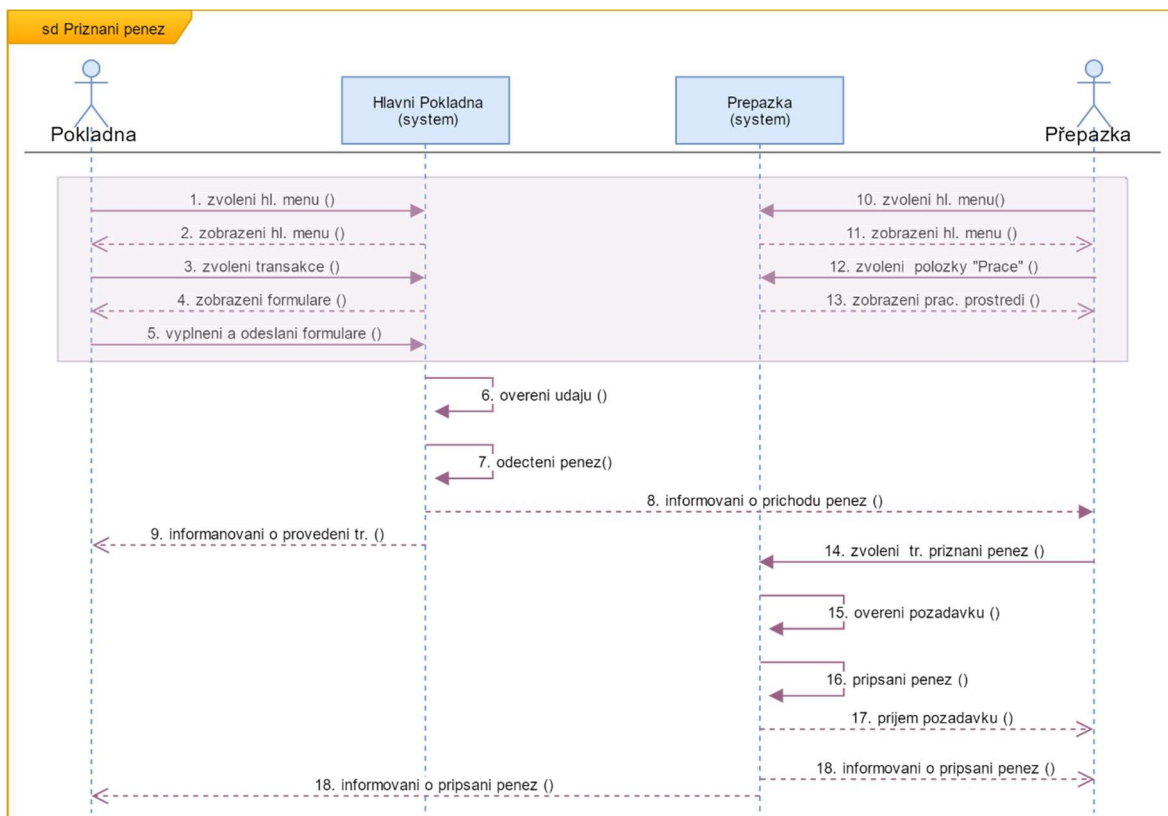 sd Priznani penez
Pokladna
Hlavni Pokladna
(system)
Prepazka
(system)
Přepazka
1. zvoleni hl. menu ()
10. zvoleni hl. menu()
2. zobrazeni hl. menu ()
11. zobrazeni hl. menu ()
3. zvoleni transakce ()
12. zvoleni polozky "Prace" ()
4. zobrazeni formulare ()
13. zobrazeni prac. prostredi ()
5. vyplneni a odeslani formulare ()
6. overeni udaju ()
7. odecteni penez()
8. informovani o prichodu penez ()
9. informanovani o provedeni tr. ()
14. zvoleni tr. priznani penez ()
15. overeni pozadavku ()
16. pripsani penez ()
17. prijem pozadavku ()
18. informovani o pripsani penez ()
18. informovani o pripsani penez ()